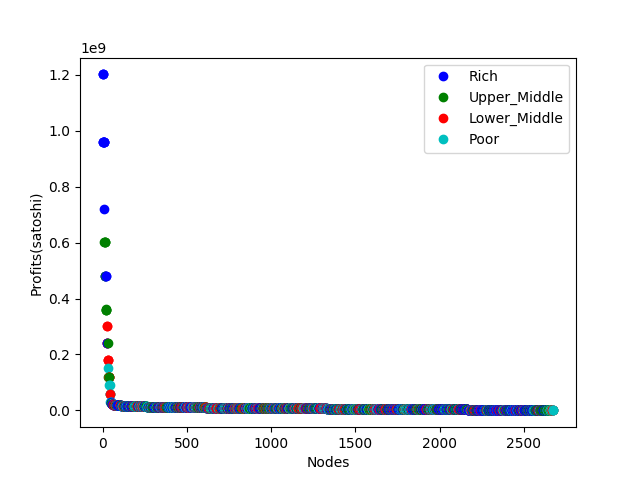 1e9
1.2
1.0
0.8
0.6
0.4
0.2
0.0
Profits(satoshi)
0 500 1000 1500 2000 2500
Nodes
Rich
Upper_Middle
Lower_Middle
Poor